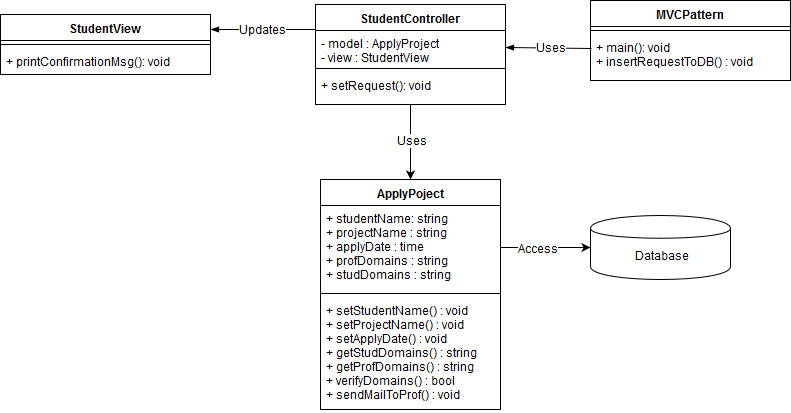 StudentView
+ printConfirmationMsg(): void
Updates
StudentController
- model : ApplyProject
- view : StudentView
+ setRequest(): void
Uses
MVCPattern
+ main(): void
+ insertRequestToDB() : void
Uses
ApplyPoject
+ studentName: string
+ projectName : string
+ applyDate : time
+ profDomains : string
+ studDomains : string
+ setStudentName() : void
+ setProjectName() : void
+ setApplyDate() : void
+ getStudDomains() : string
+ getProfDomains() : string
+ verifyDomains() : bool
+ sendMailToProf() : void
Access
Database